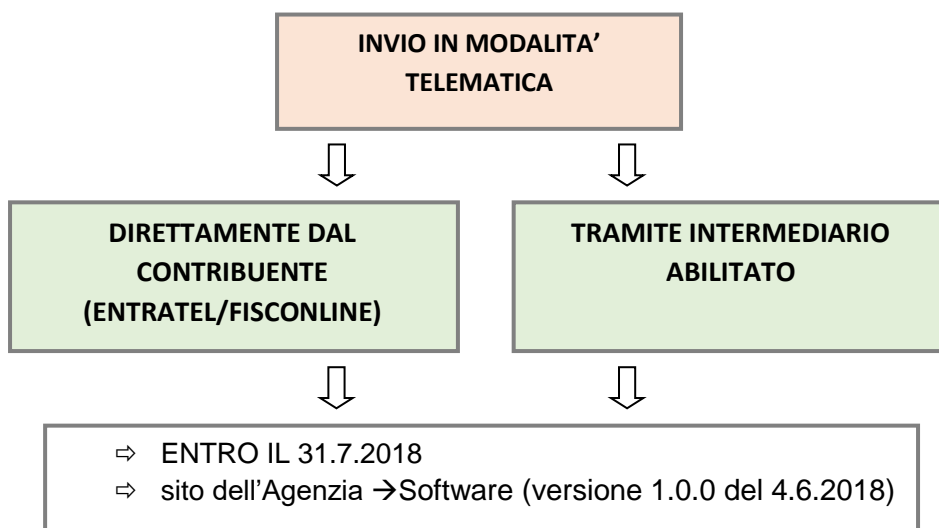 INVIO IN MODALITA’
TELEMATICA
DIRETTAMENTE DAL
CONTRIBUENTE
(ENTRATEL/FISCONLINE)
TRAMITE INTERMEDIARIO
ABILITATO
⇨ ENTRO IL 31.7.2018
⇨ sito dell’Agenzia →Software (versione 1.0.0 del 4.6.2018)